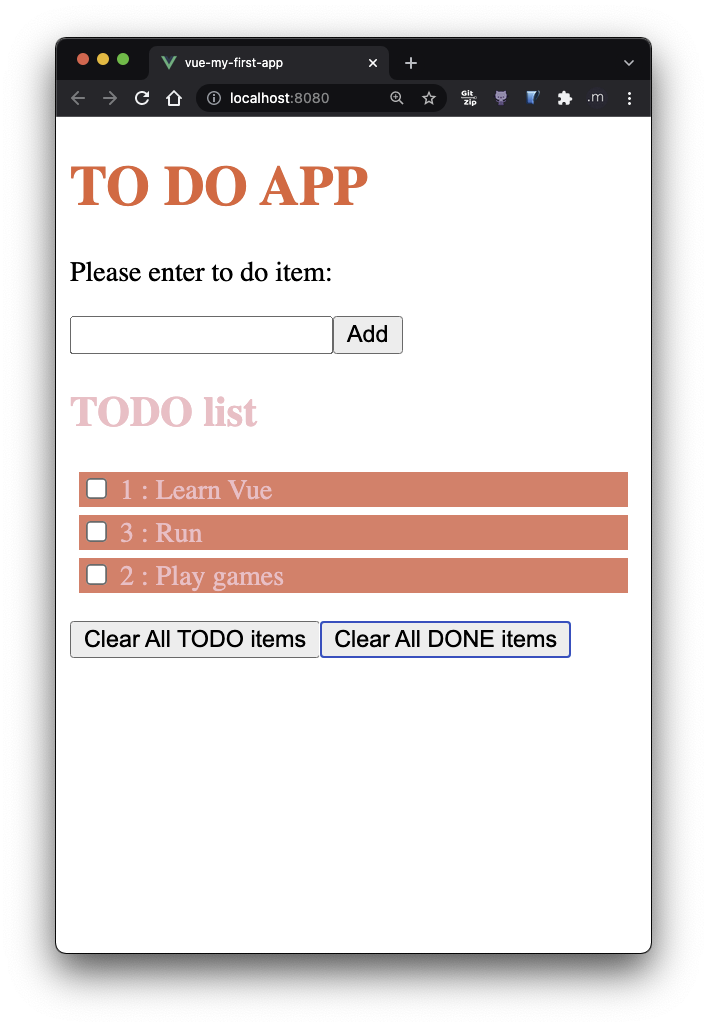 vue-my-first-app
localhost:8080
Git
Zip
.m
TO DO APP
Please enter to do item:
Add
TODO list
1 : Learn Vue
3 : Run
2 : Play games
Clear All TODO items
Clear All DONE items